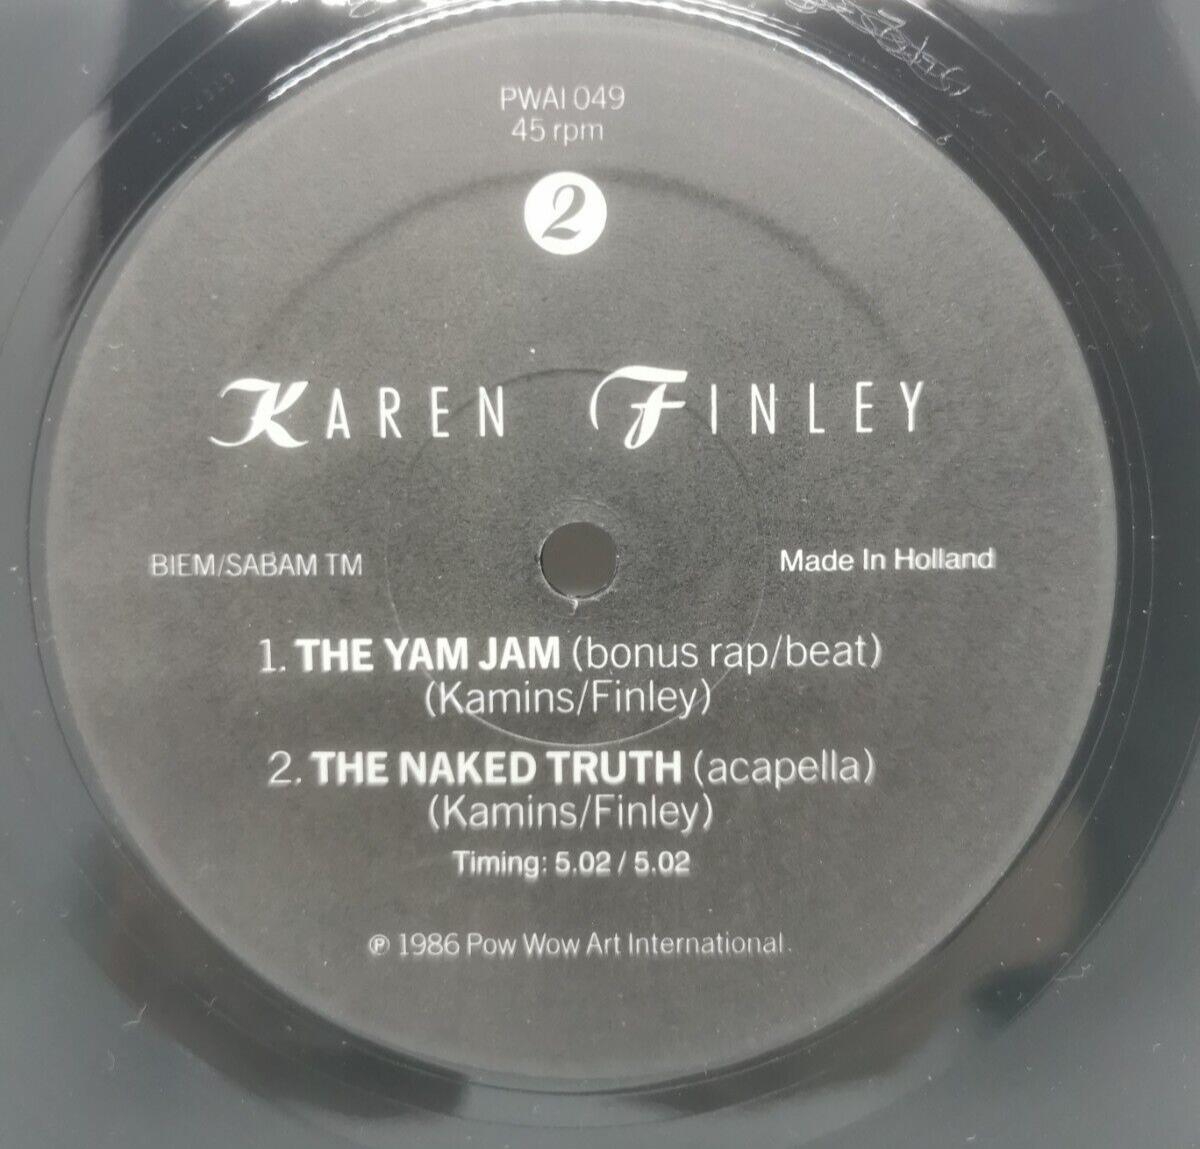 PWAI 049
45 rpm
2
KAREN FINLEY
BIEM/SABAM TM
Made In Holland
1. THE YAM JAM (bonus rap/beat)
(Kamins/Finley)
2. THE NAKED TRUTH (acapella)
(Kamins/Finley)
Timing: 5.02 / 5.02
℗ 1986 Pow Wow Art International.